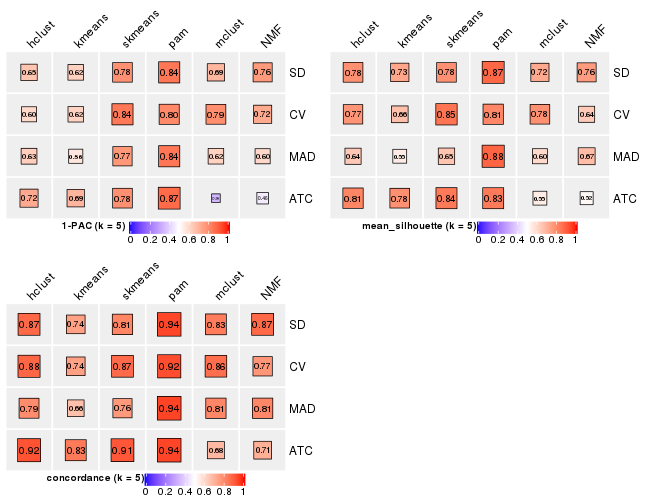 hclust kmeans skmeans pam mclust NMF
0.65 0.62 0.78 0.84 0.69 0.76 SD
0.60 0.62 0.84 0.80 0.79 0.72 CV
0.63 0.56 0.77 0.84 0.62 0.60 MAD
0.72 0.69 0.78 0.87 ATC
1-PAC (k = 5)
0 0.2 0.4 0.6 0.8 1
hclust kmeans skmeans pam mclust NMF
0.78 0.73 0.78 0.87 0.72 0.76 SD
0.77 0.66 0.85 0.81 0.78 0.64 CV
0.64 0.55 0.65 0.88 0.60 0.67 MAD
0.81 0.78 0.84 0.83 0.55 0.52 ATC
mean_silhouette (k = 5)
0 0.2 0.4 0.6 0.8 1
hclust kmeans skmeans pam mclust NMF
0.87 0.74 0.81 0.94 0.83 0.87 SD
0.88 0.74 0.87 0.92 0.86 0.77 CV
0.79 0.66 0.76 0.94 0.81 0.81 MAD
0.92 0.83 0.91 0.94 0.68 0.71 ATC
concordance (k = 5)
0 0.2 0.4 0.6 0.8 1